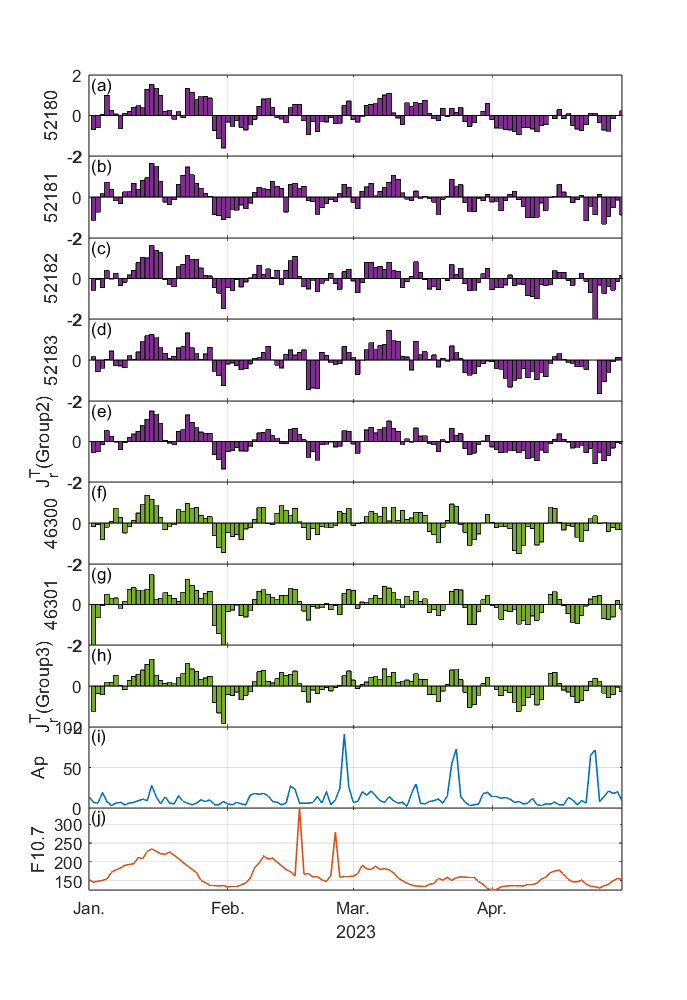 2
(a)
0
52180
-2
(b)
0
52181
-2
(c)
0
52182
-2
(d)
0
52183
-2
(e)
0
J_r^T(Group2)
-2
(f)
0
46300
-2
(g)
0
46301
-2
(h)
0
J_r^T(Group3)
-2
100
(i)
50
Ap
0
(j)
300
250
200
150
F10.7
Jan. Feb. Mar. Apr.
2023